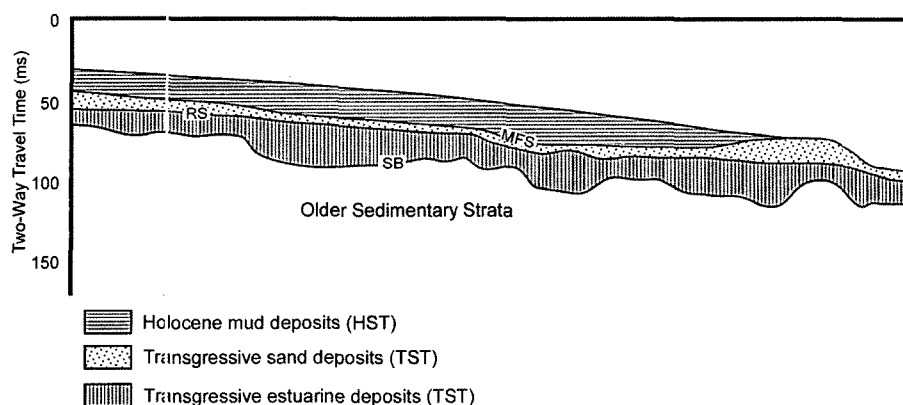 0
50
100
150
Two-Way Travel Time (ms)
RS
MFS
SB
Older Sedimentary Strata
Holocene mud deposits (HST)
Transgressive sand deposits (TST)
Transgressive estuarine deposits (TST)